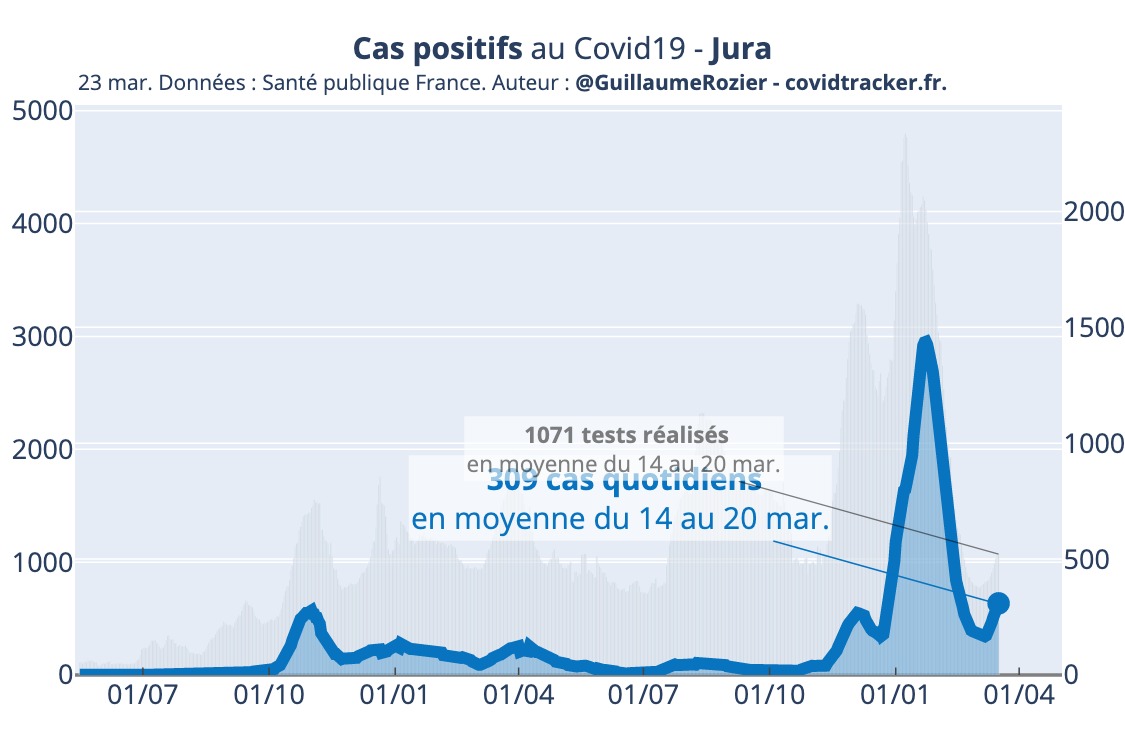 Cas positifs au Covid19 - Jura
23 mar. Données : Santé publique France. Auteur : @GuillaumeRozier - covidtracker.fr.
5000
4000
3000
2000
1000
0
2000
1500
1000
500
0
1071 tests réalisés
en moyenne du 14 au 20 mar.
309 cas quotidiens
en moyenne du 14 au 20 mar.
01/07 01/10 01/01 01/04 01/07 01/10 01/01 01/04